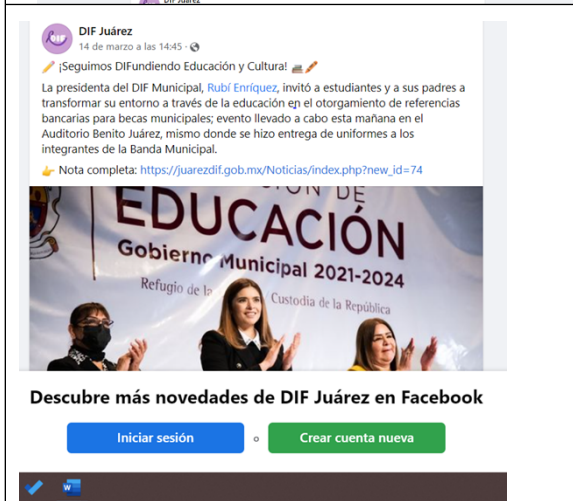 DIF Juárez
DIF Juárez
14 de marzo a las 14:45 ·
¡Seguimos DIFundiendo Educación y Cultura!
La presidenta del DIF Municipal, Rubí Enríquez, invitó a estudiantes y a sus padres a
transformar su entorno a través de la educación en el otorgamiento de referencias
bancarias para becas municipales; evento llevado a cabo esta mañana en el
Auditorio Benito Juárez, mismo donde se hizo entrega de uniformes a los
integrantes de la Banda Municipal.
Nota completa: https://juarezdif.gob.mx/Noticias/index.php?new_id=74
DE
EDUCACIÓN
Gobierno Municipal 2021-2024
Refugio de la Custodia de la República
Descubre más novedades de DIF Juárez en Facebook
Iniciar sesión o Crear cuenta nueva
W